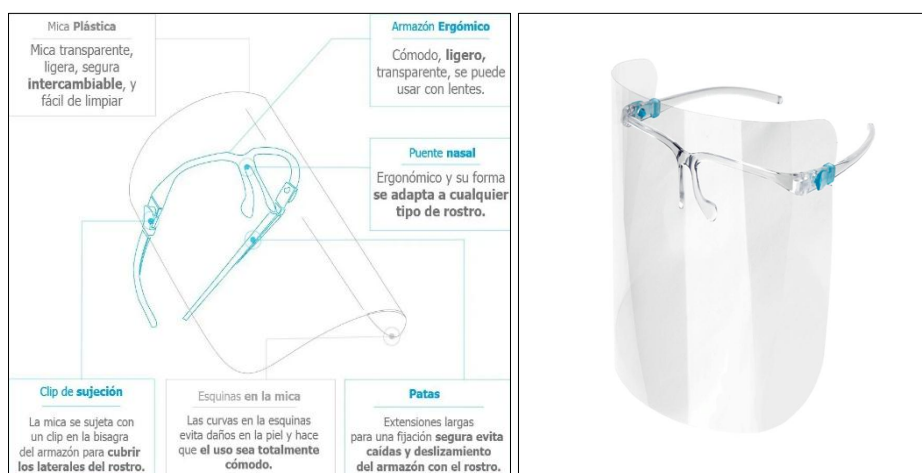 Mica Plástica
Mica transparente,
ligera, segura
intercambiable, y
fácil de limpiar
Armazón Ergómico
Cómodo, ligero,
transparente, se puede
usar con lentes.
Puente nasal
Ergonómico y su forma
se adapta a cualquier
tipo de rostro.
Clip de sujeción
La mica se sujeta con
un clip en la bisagra
del armazón para cubrir
los laterales del rostro.
Esquinas en la mica
Las curvas en la esquinas
evita daños en la piel y hace
que el uso sea totalmente
cómodo.
Patas
Extensiones largas
para una fijación segura evita
caídas y deslizamiento
del armazón con el rostro.